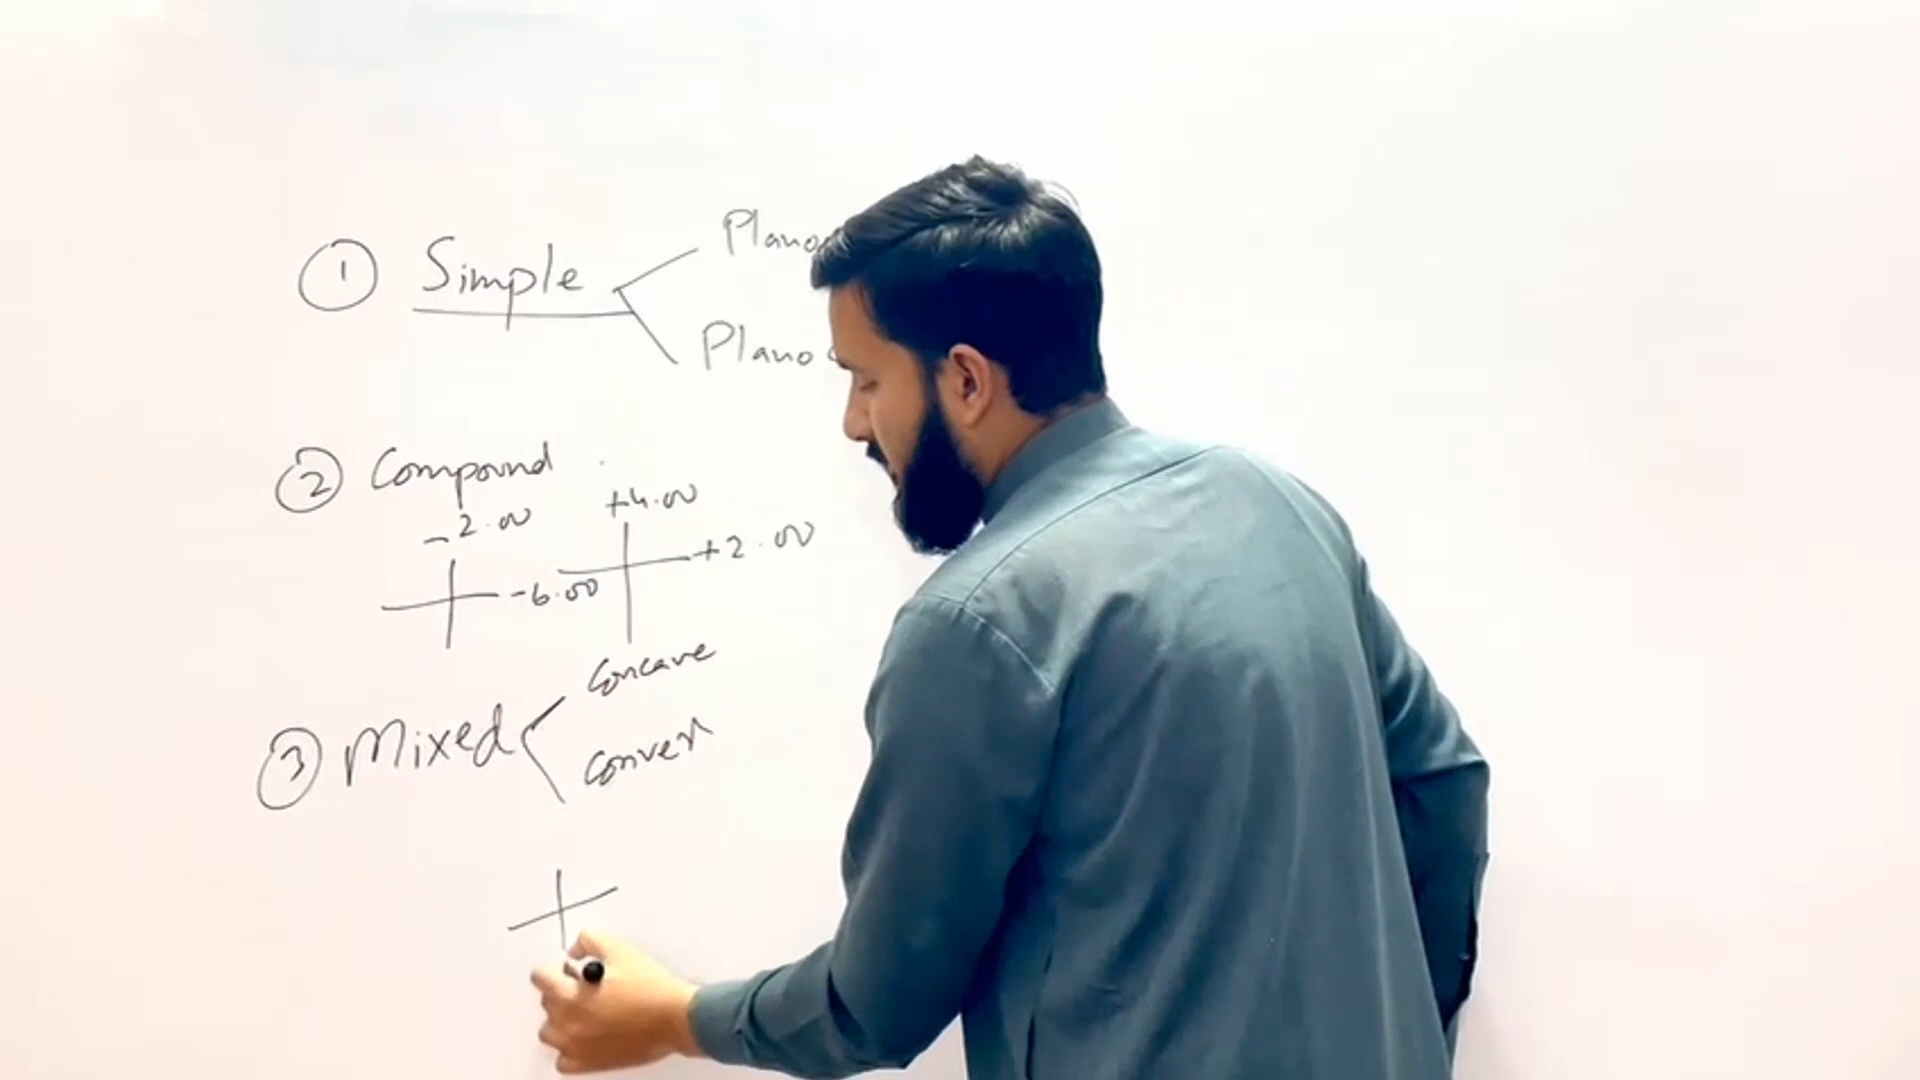 1 Simple
Plano
Plano
2 Compound
-2.00
+4.00
-6.00
+2.00
3 Mixed
Concave
Convex